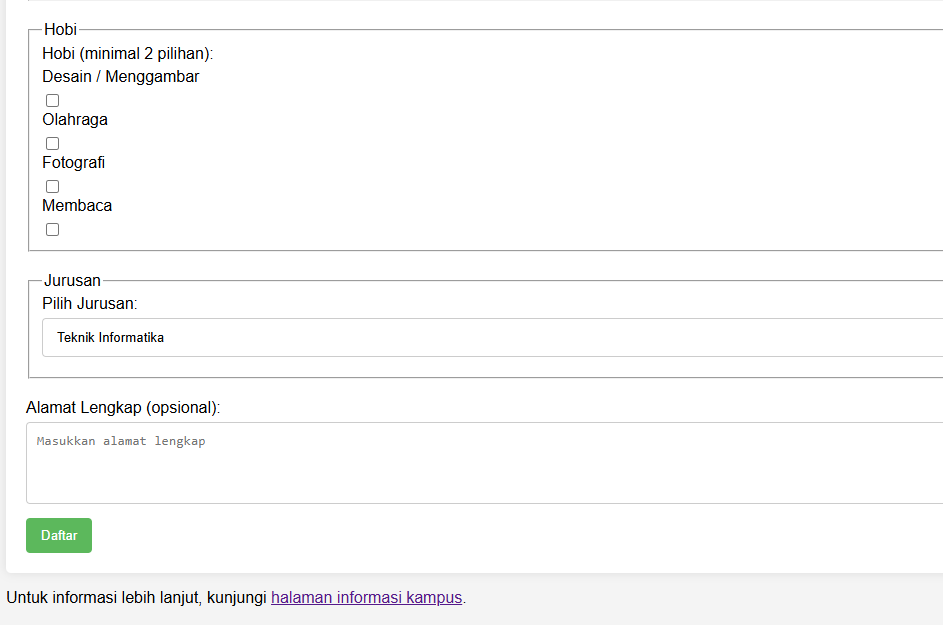 Hobi
Hobi (minimal 2 pilihan):
Desain / Menggambar
Olahraga
Fotografi
Membaca
Jurusan
Pilih Jurusan:
Teknik Informatika
Alamat Lengkap (opsional):
Masukkan alamat lengkap
Daftar
Untuk informasi lebih lanjut, kunjungi halaman informasi kampus.